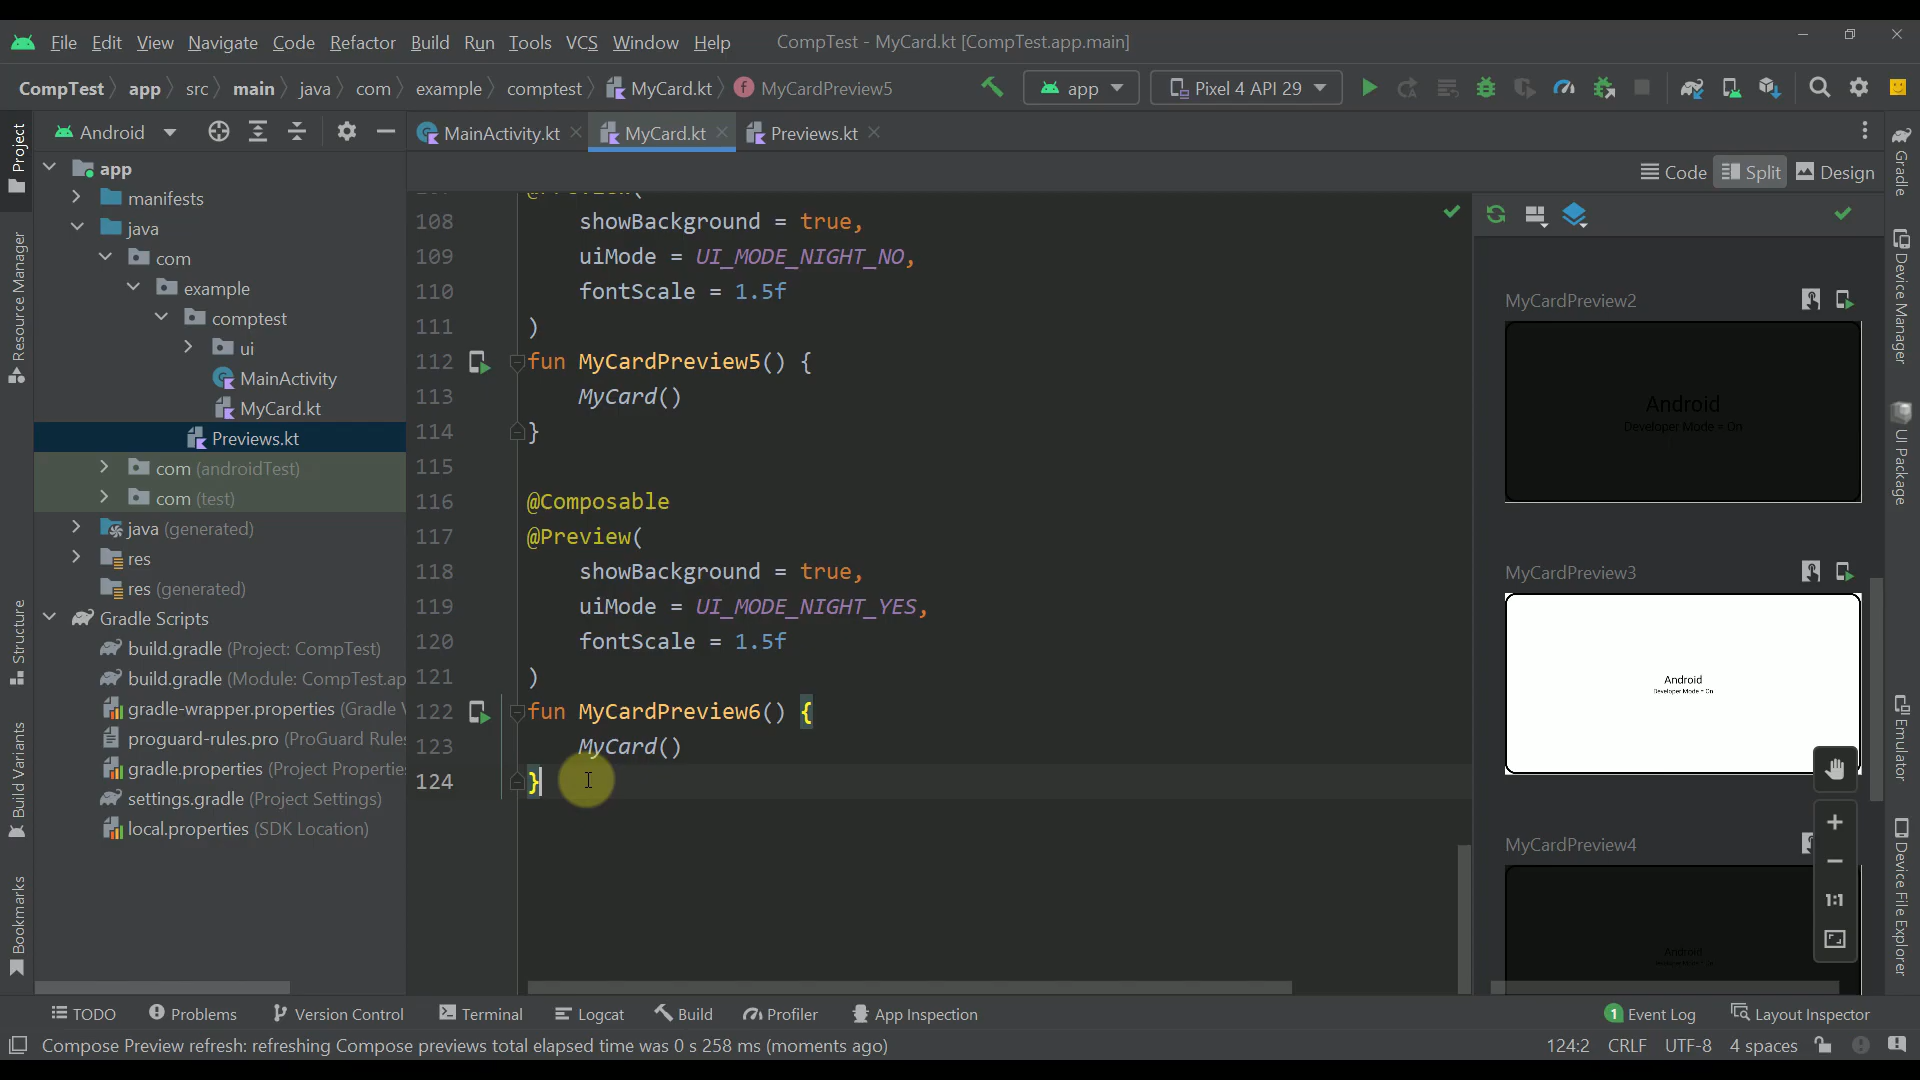 File Edit View Navigate Code Refactor Build Run Tools VCS Window Help CompTest - MyCard.kt [CompTest.app.main]
CompTest app src main java com example comptest MyCard.kt MyCardPreview5 app Pixel 4 API 29
Project
Resource Manager
Structure
Build Variants
Bookmarks
Android
app
manifests
java
com
example
comptest
ui
MainActivity
MyCard.kt
Previews.kt
com (androidTest)
com (test)
java (generated)
res
res (generated)
Gradle Scripts
build.gradle (Project: CompTest)
build.gradle (Module: CompTest.ap
gradle-wrapper.properties (Gradle
proguard-rules.pro (ProGuard Rule
gradle.properties (Project Propertie
settings.gradle (Project Settings)
local.properties (SDK Location)
MainActivity.kt MyCard.kt Previews.kt
Code Split Design
108 showBackground = true,
109 uiMode = UI_MODE_NIGHT_NO,
110 fontScale = 1.5f
111 )
112 fun MyCardPreview5() {
113 MyCard()
114 }
115
116 @Composable
117 @Preview(
118 showBackground = true,
119 uiMode = UI_MODE_NIGHT_YES,
120 fontScale = 1.5f
121 )
122 fun MyCardPreview6() {
123 MyCard()
124 }
MyCardPreview2
Android
Developer Mode = On
MyCardPreview3
Android
Developer Mode = On
MyCardPreview4
Android
1:1
Gradle
Device Manager
UI Package
Emulator
Device File Explorer
TODO Problems Version Control Terminal Logcat Build Profiler App Inspection 1 Event Log Layout Inspector
Compose Preview refresh: refreshing Compose previews total elapsed time was 0 s 258 ms (moments ago) 124:2 CRLF UTF-8 4 spaces